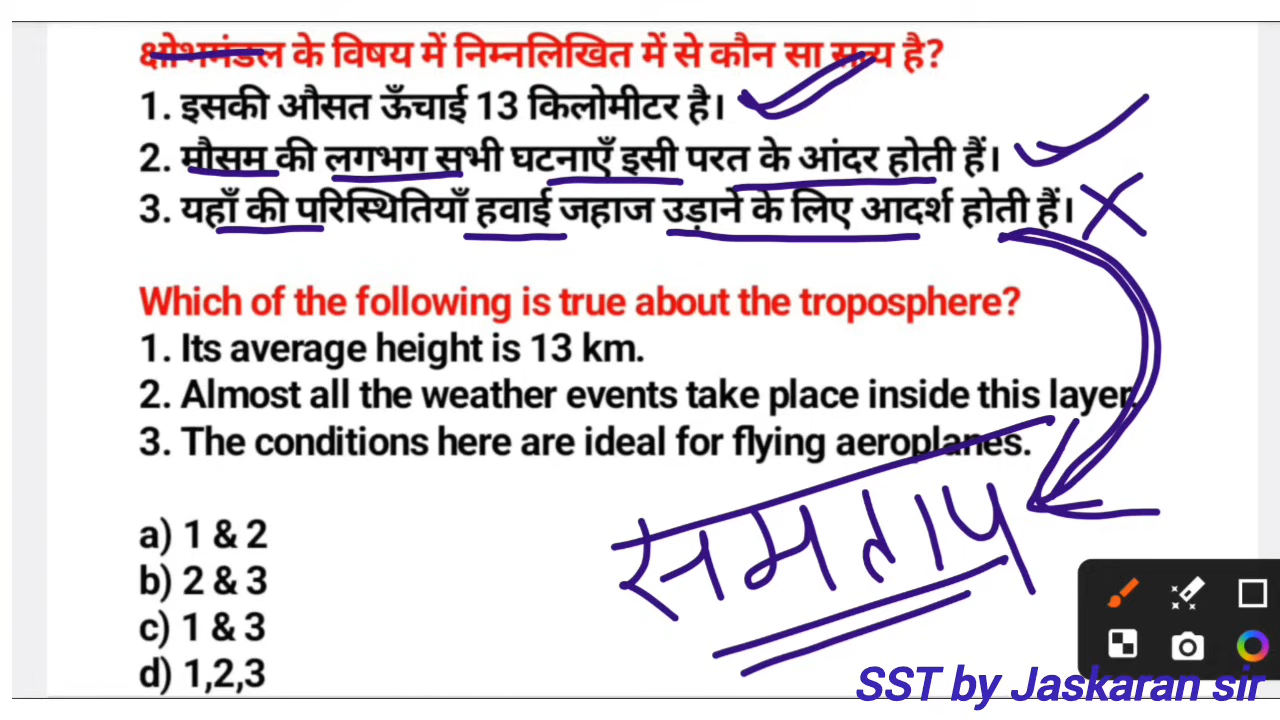 क्षोभमंडल के विषय में निम्नलिखित में से कौन सा सत्य है?
1. इसकी औसत ऊँचाई 13 किलोमीटर है।
2. मौसम की लगभग सभी घटनाएँ इसी परत के आंदर होती हैं।
3. यहाँ की परिस्थितियाँ हवाई जहाज उड़ाने के लिए आदर्श होती हैं।
Which of the following is true about the troposphere?
1. Its average height is 13 km.
2. Almost all the weather events take place inside this layer.
3. The conditions here are ideal for flying aeroplanes.
समताप
a) 1 & 2
b) 2 & 3
c) 1 & 3
d) 1,2,3
SST by Jaskaran sir